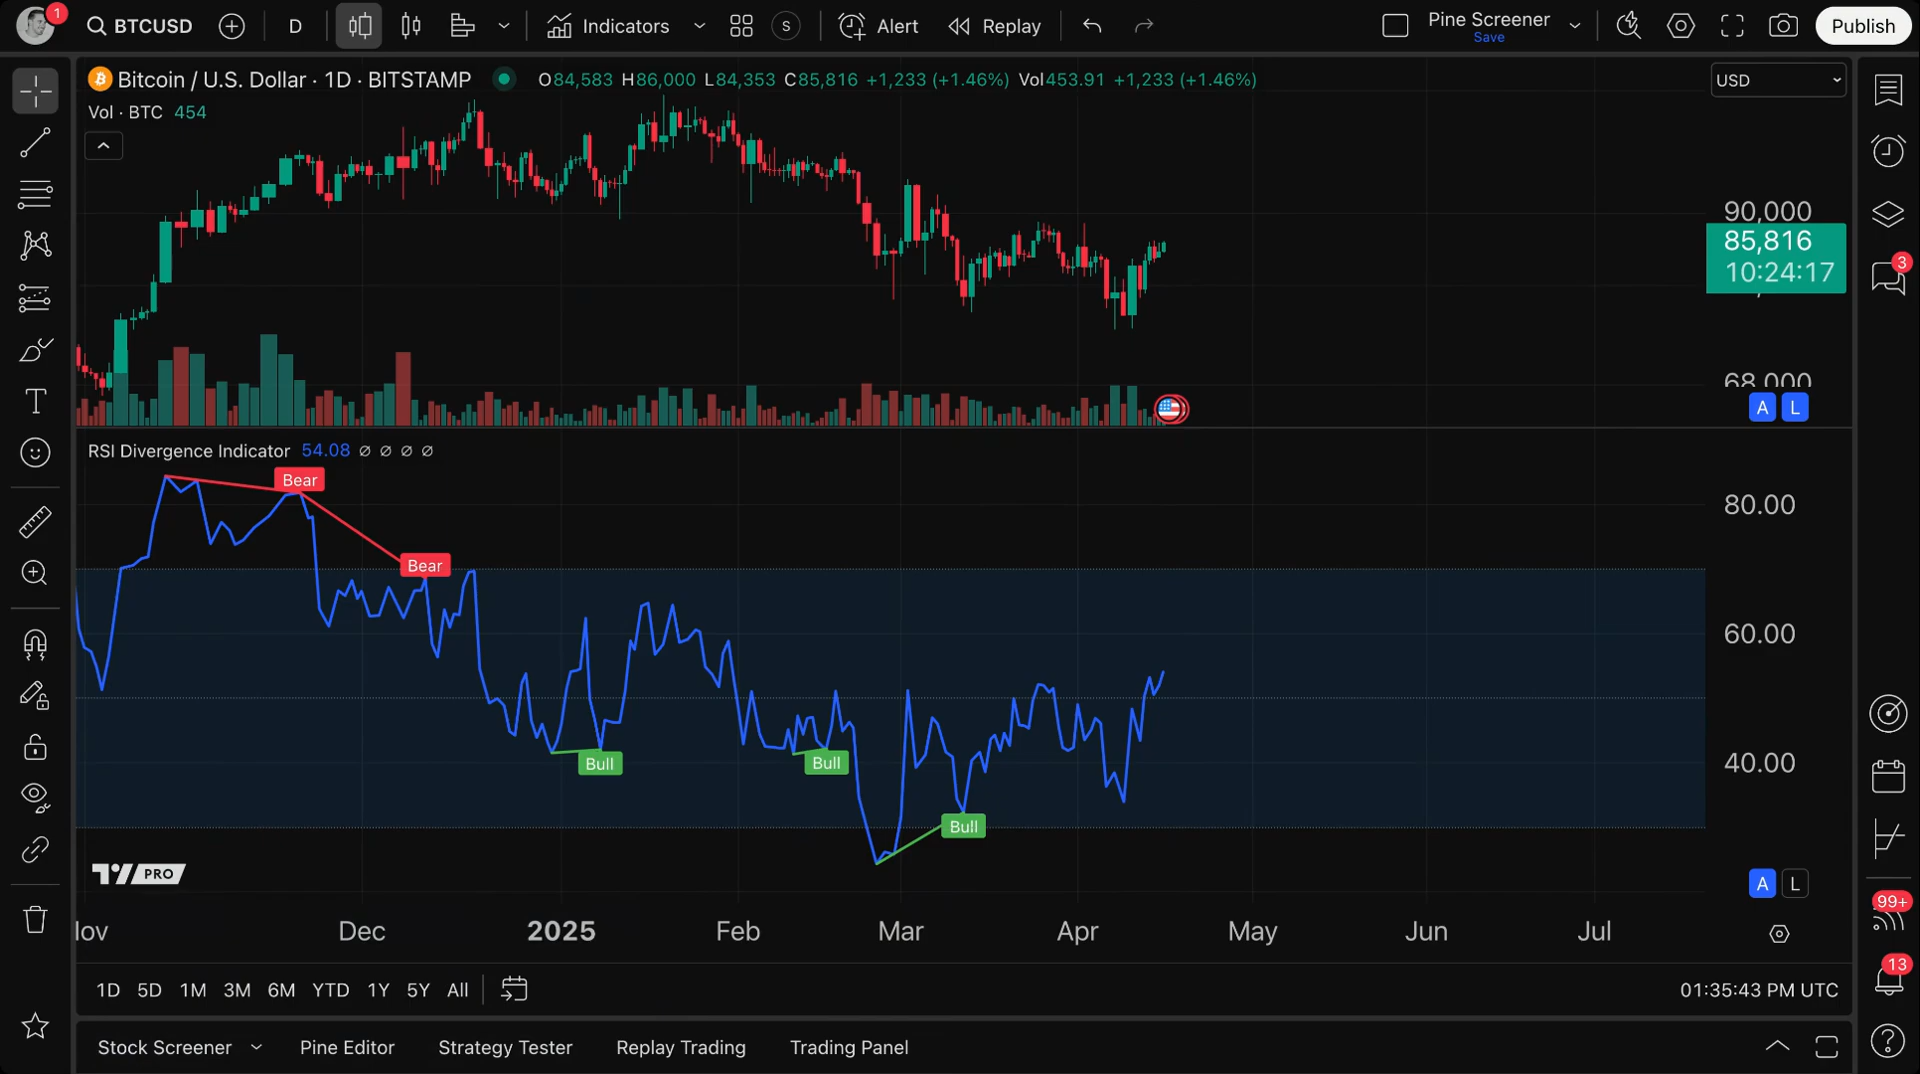 1
BTCUSD
D
Indicators
S
Alert
Replay
Pine Screener
Save
Publish
Bitcoin / U.S. Dollar · 1D · BITSTAMP
O84,583 H86,000 L84,353 C85,816 +1,233 (+1.46%) Vol453.91 +1,233 (+1.46%)
USD
Vol · BTC 454
90,000
85,816
10:24:17
68,000
A L
3
RSI Divergence Indicator 54.08 ∅ ∅ ∅ ∅
Bear
80.00
Bear
60.00
Bull
Bull
40.00
Bull
PRO
A L
99+
ov Dec 2025 Feb Mar Apr May Jun Jul
13
1D 5D 1M 3M 6M YTD 1Y 5Y All
01:35:43 PM UTC
Stock Screener Pine Editor Strategy Tester Replay Trading Trading Panel